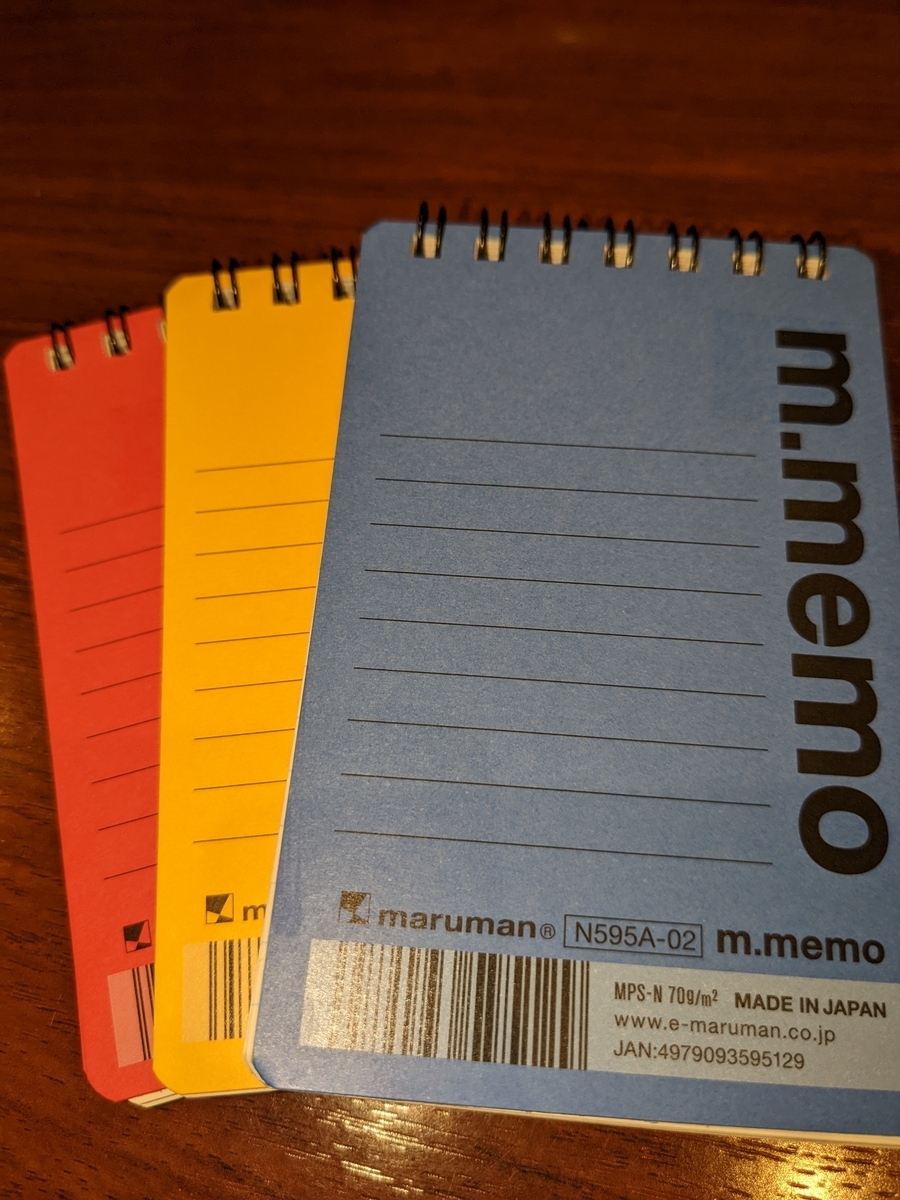 m.memo
maruman® N595A-02 m.memo
MPS-N 70g/m² MADE IN JAPAN
www.e-maruman.co.jp
JAN:4979093595129
m